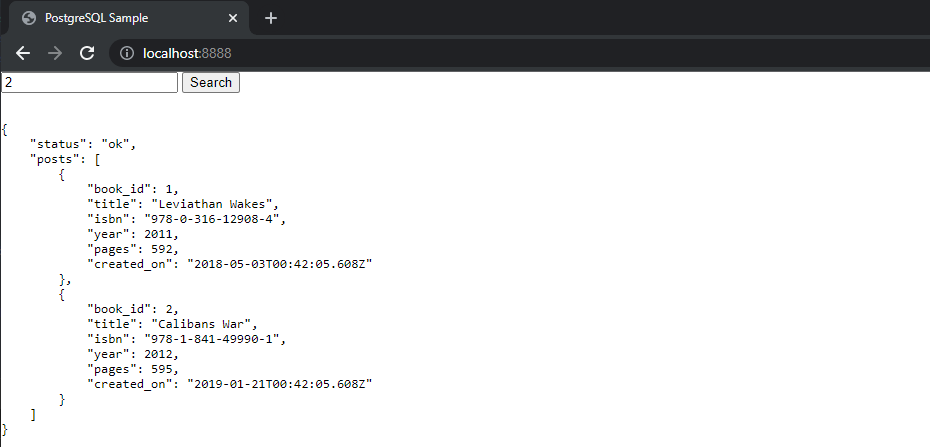 PostgreSQL Sample
localhost:8888
2 Search
{
    "status": "ok",
    "posts": [
        {
            "book_id": 1,
            "title": "Leviathan Wakes",
            "isbn": "978-0-316-12908-4",
            "year": 2011,
            "pages": 592,
            "created_on": "2018-05-03T00:42:05.608Z"
        },
        {
            "book_id": 2,
            "title": "Calibans War",
            "isbn": "978-1-841-49990-1",
            "year": 2012,
            "pages": 595,
            "created_on": "2019-01-21T00:42:05.608Z"
        }
    ]
}